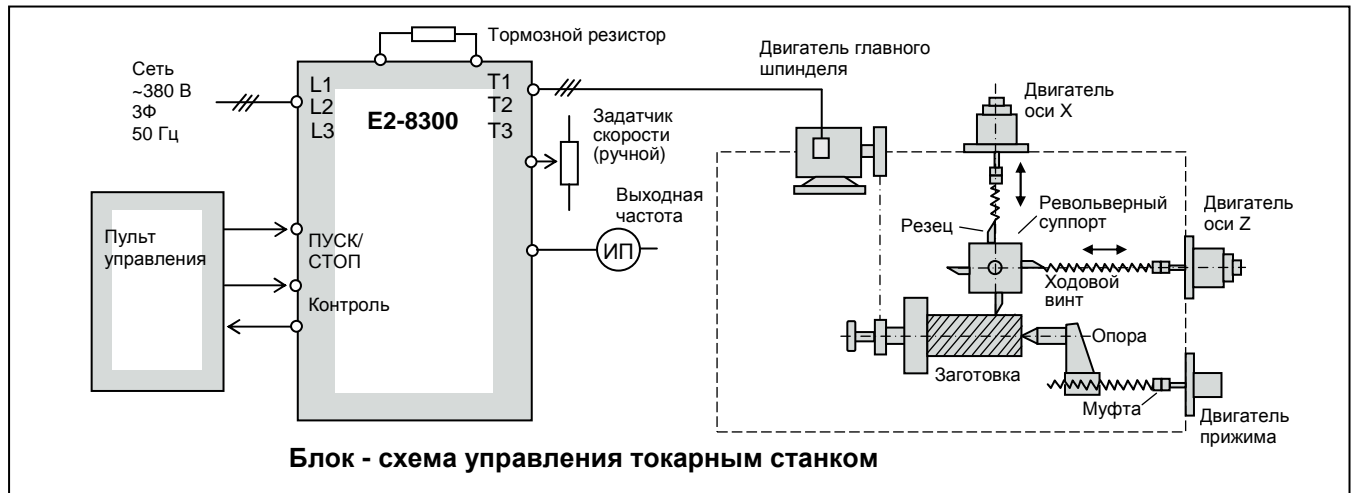 Тормозной резистор
Сеть
~380 В
3Ф
50 Гц
L1
L2
L3
E2-8300
T1
T2
T3
Задатчик
скорости
(ручной)
Выходная
частота
ИП
Пульт
управления
ПУСК/
СТОП
Контроль
Двигатель главного
шпинделя
Двигатель
оси X
Револьверный
суппорт
Резец
Двигатель
оси Z
Ходовой
винт
Опора
Заготовка
Муфта
Двигатель
прижима
Блок - схема управления токарным станком